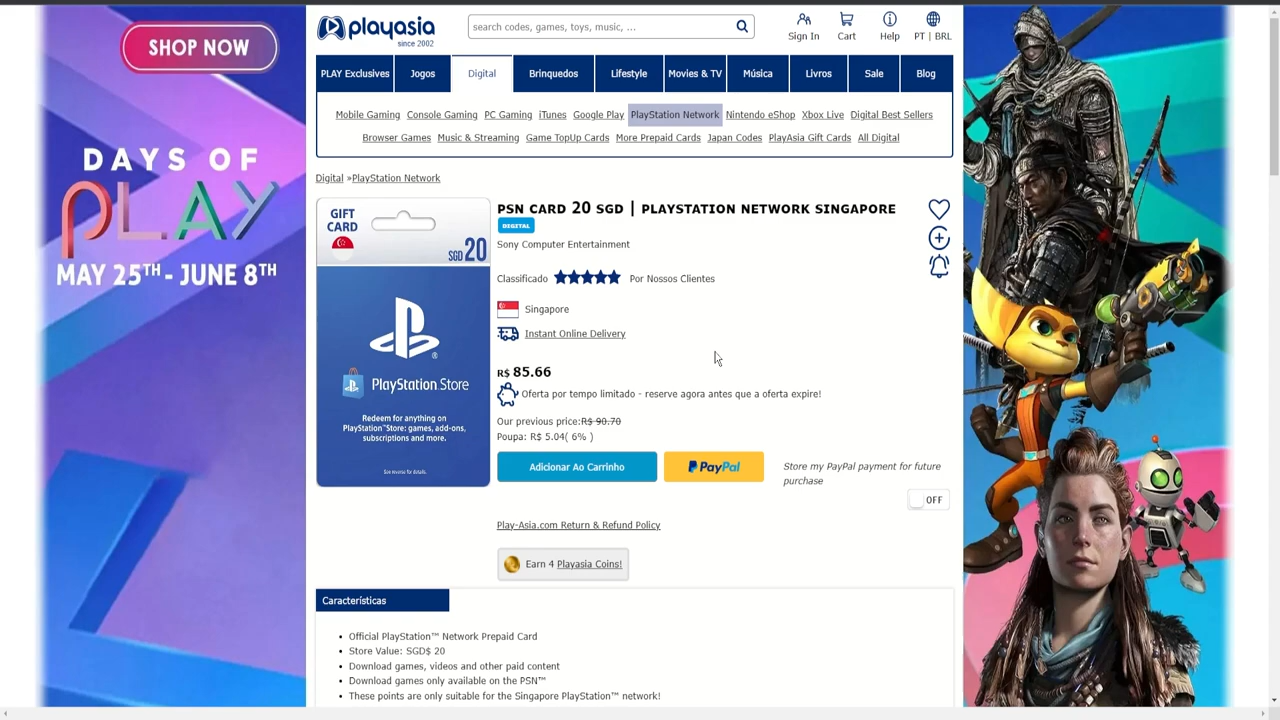 SHOP NOW
DAYS OF
PLAY
MAY 25TH - JUNE 8TH
playasia
since 2002
search codes, games, toys, music, ...
Sign In
Cart
Help
PT | BRL
PLAY Exclusives
Jogos
Digital
Brinquedos
Lifestyle
Movies & TV
Música
Livros
Sale
Blog
Mobile Gaming Console Gaming PC Gaming iTunes Google Play PlayStation Network Nintendo eShop Xbox Live Digital Best Sellers
Browser Games Music & Streaming Game TopUp Cards More Prepaid Cards Japan Codes PlayAsia Gift Cards All Digital
Digital »PlayStation Network
GIFT
CARD
SGD 20
PlayStation Store
Redeem for anything on
PlayStation™Store: games, add-ons,
subscriptions and more.
See reverse for details.
PSN CARD 20 SGD | PLAYSTATION NETWORK SINGAPORE
DIGITAL
Sony Computer Entertainment
Classificado Por Nossos Clientes
Singapore
Instant Online Delivery
R$ 85.66
Oferta por tempo limitado - reserve agora antes que a oferta expire!
Our previous price:R$ 90.70
Poupa: R$ 5.04( 6% )
Adicionar Ao Carrinho
PayPal
Store my PayPal payment for future
purchase
OFF
Play-Asia.com Return & Refund Policy
Earn 4 Playasia Coins!
Características
• Official PlayStation™ Network Prepaid Card
• Store Value: SGD$ 20
• Download games, videos and other paid content
• Download games only available on the PSN™
• These points are only suitable for the Singapore PlayStation™ network!